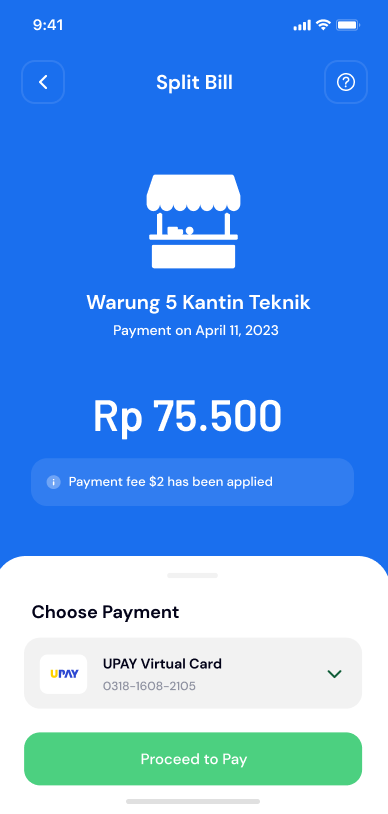 9:41
Split Bill
Warung 5 Kantin Teknik
Payment on April 11, 2023
Rp 75.500
Payment fee $2 has been applied
Choose Payment
UPAY
UPAY Virtual Card
0318-1608-2105
Proceed to Pay